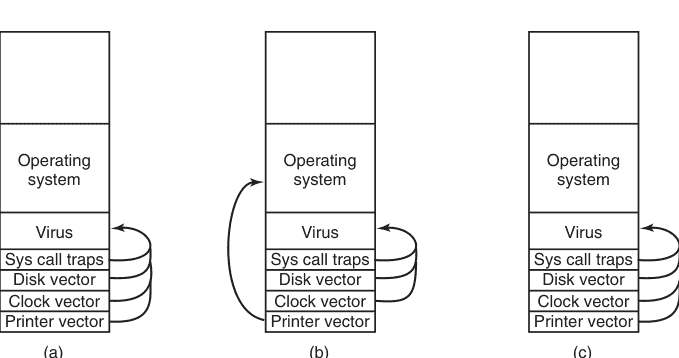 Operating
system
Virus
Sys call traps
Disk vector
Clock vector
Printer vector
(a)
Operating
system
Virus
Sys call traps
Disk vector
Clock vector
Printer vector
(b)
Operating
system
Virus
Sys call traps
Disk vector
Clock vector
Printer vector
(c)